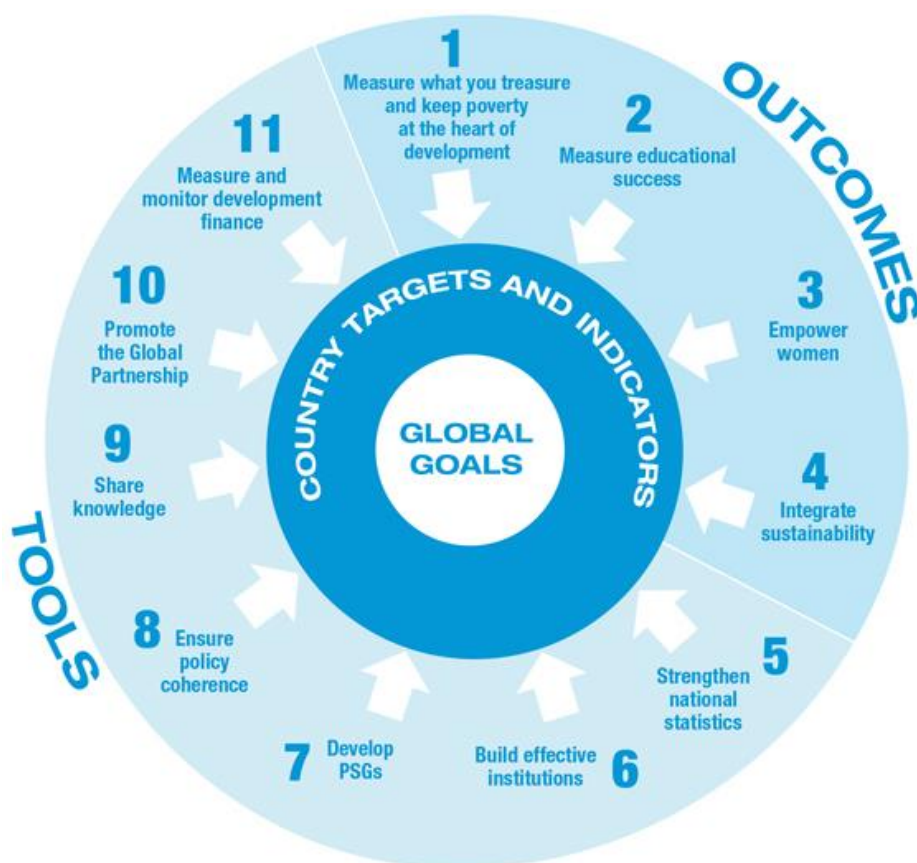 OUTCOMES
1
Measure what you treasure
and keep poverty
at the heart of
development
2
Measure educational
success
3
Empower
women
4
Integrate
sustainability
TOOLS
5
Strengthen
national
statistics
6
Build effective
institutions
7
Develop
PSGs
8
Ensure
policy
coherence
9
Share
knowledge
10
Promote
the Global
Partnership
11
Measure and
monitor development
finance
COUNTRY TARGETS AND INDICATORS
GLOBAL
GOALS